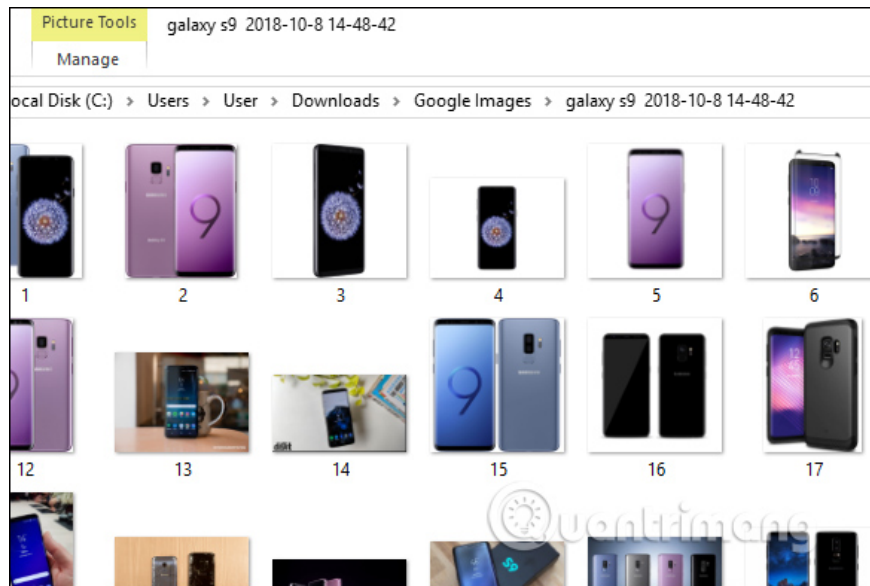 Picture Tools
galaxy s9 2018-10-8 14-48-42
Manage
ocal Disk (C:) > Users > User > Downloads > Google Images > galaxy s9 2018-10-8 14-48-42
1 2 3 4 5 6
12 13 14 15 16 17
Quantrimang